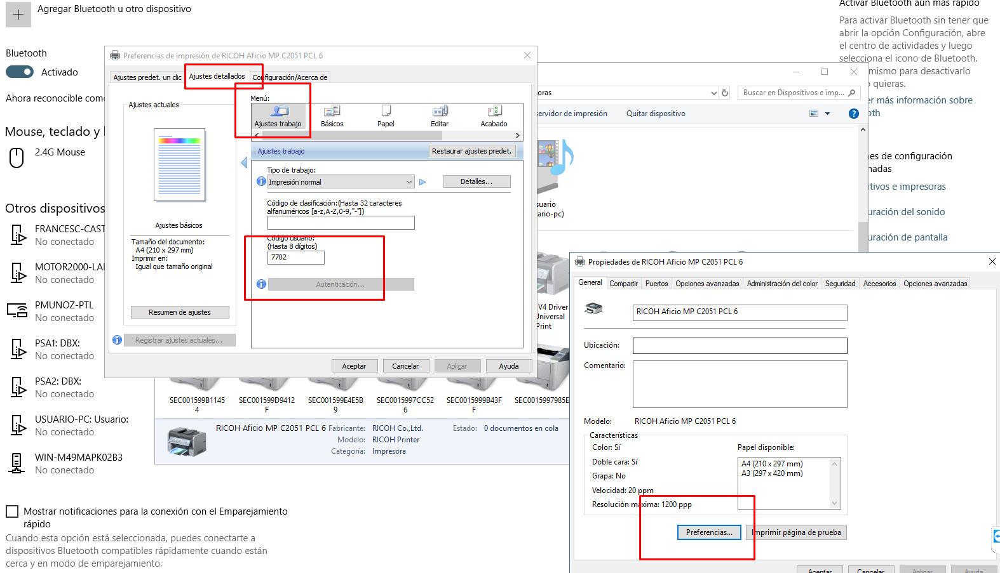 Agregar Bluetooth u otro dispositivo
Bluetooth
Activado
Ahora reconocible com
Mouse, teclado y
2.4G Mouse
Otros dispositivos
FRANCESC-CAST
No conectado
MOTOR2000-LA
No conectado
PMUNOZ-PTL
No conectado
PSA1: DBX:
No conectado
PSA2: DBX:
No conectado
USUARIO-PC: Usuario:
No conectado
WIN-M49MAPK02B3
No conectado
Mostrar notificaciones para la conexión con el Emparejamiento
rápido
Cuando esta opción está seleccionada, puedes conectarte a
dispositivos Bluetooth compatibles rápidamente cuando están
cerca y en modo de emparejamiento.
Preferencias de impresión de RICOH Aficio MP C2051 PCL 6
Ajustes predet. un clic
Ajustes detallados
Configuración/Acerca de
Ajustes actuales
Ajustes básicos
Tamaño del documento:
A4 (210 x 297 mm)
Imprimir en:
Igual que tamaño original
Resumen de ajustes
Registrar ajustes actuales...
Menú:
Ajustes trabajo
Básicos
Papel
Editar
Acabado
Ajustes trabajo
Restaurar ajustes predet.
Tipo de trabajo:
Impresión normal
Detalles...
Código de clasificación:(Hasta 32 caracteres
alfanuméricos [a-z,A-Z,0-9,"-"])
Código usuario:
(Hasta 8 dígitos)
7702
Autenticación...
Aceptar
Cancelar
Aplicar
Ayuda
oras
Buscar en Dispositivos e imp...
servidor de impresión
Quitar dispositivo
suario
ario-pc)
V4 Driver
Universal
Print
SEC001599B1145
4
SEC001599D9412
F
SEC001599E4E5B
9
SEC0015997CC52
6
SEC0015999B43F
F
SEC0015997985E
RICOH Aficio MP C2051 PCL 6
Fabricante: RICOH Co.,Ltd.
Modelo: RICOH Printer
Categoría: Impresora
Estado: 0 documentos en cola
Activar Bluetooth aún más rápido
Para activar Bluetooth sin tener que
abrir la opción Configuración, abre
el centro de actividades y luego
selecciona el icono de Bluetooth.
mismo para desactivarlo
quieras.
er más información sobre
oth
es de configuración
nadas
itivos e impresoras
uración del sonido
uración de pantalla
Propiedades de RICOH Aficio MP C2051 PCL 6
General
Compartir
Puertos
Opciones avanzadas
Administración del color
Seguridad
Accesorios
Opciones avanzadas
RICOH Aficio MP C2051 PCL 6
Ubicación:
Comentario:
Modelo: RICOH Aficio MP C2051 PCL 6
Características
Color: Sí
Doble cara: Sí
Grapa: No
Velocidad: 20 ppm
Resolución máxima: 1200 ppp
Papel disponible:
A4 (210 x 297 mm)
A3 (297 x 420 mm)
Preferencias...
Imprimir página de prueba
Aceptar
Cancelar
Aplicar
Ayuda